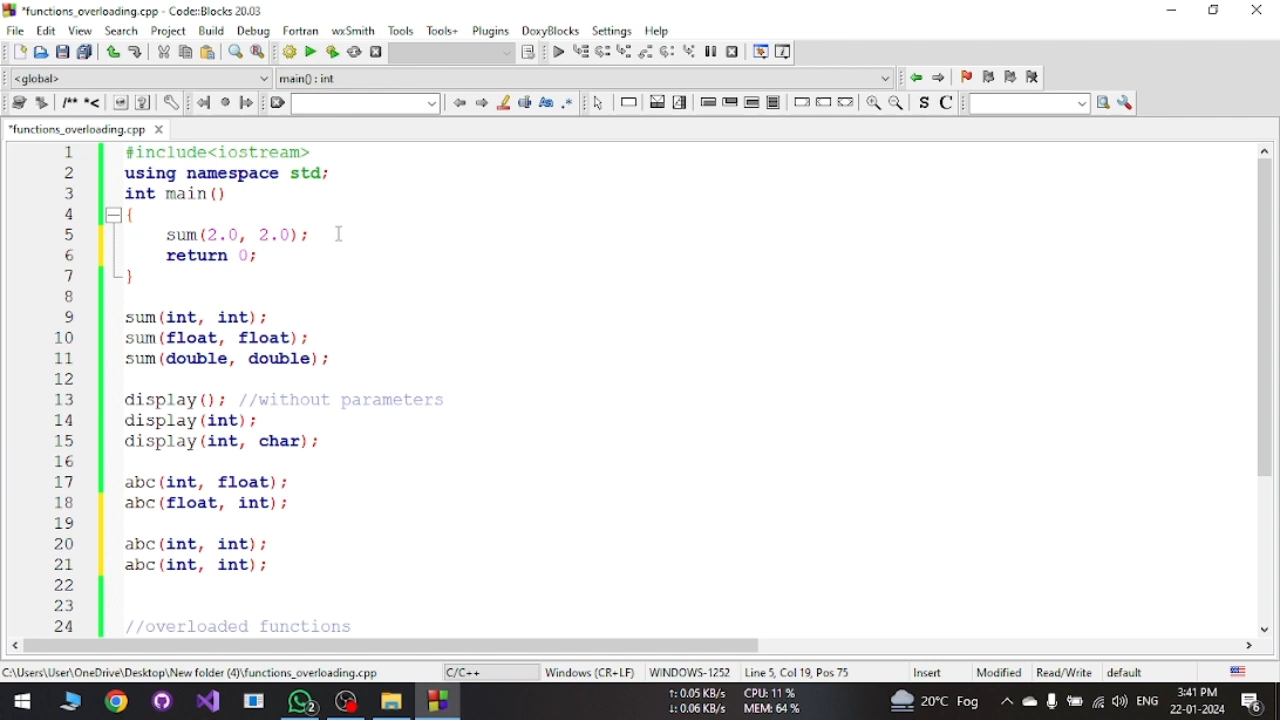 *functions_overloading.cpp - Code::Blocks 20.03
File Edit View Search Project Build Debug Fortran wxSmith Tools Tools+ Plugins DoxyBlocks Settings Help
<global> main() : int
/** *< S C
*functions_overloading.cpp
1 #include<iostream>
2 using namespace std;
3 int main()
4 {
5 sum(2.0, 2.0);
6 return 0;
7 }
8
9 sum(int, int);
10 sum(float, float);
11 sum(double, double);
12
13 display(); //without parameters
14 display(int);
15 display(int, char);
16
17 abc(int, float);
18 abc(float, int);
19
20 abc(int, int);
21 abc(int, int);
22
23
24 //overloaded functions
C:\Users\User\OneDrive\Desktop\New folder (4)\functions_overloading.cpp C/C++ Windows (CR+LF) WINDOWS-1252 Line 5, Col 19, Pos 75 Insert Modified Read/Write default
2 ↑: 0.05 KB/s CPU: 11 % 20°C Fog ENG 3:41 PM
↓: 0.06 KB/s MEM: 64 % 22-01-2024 6